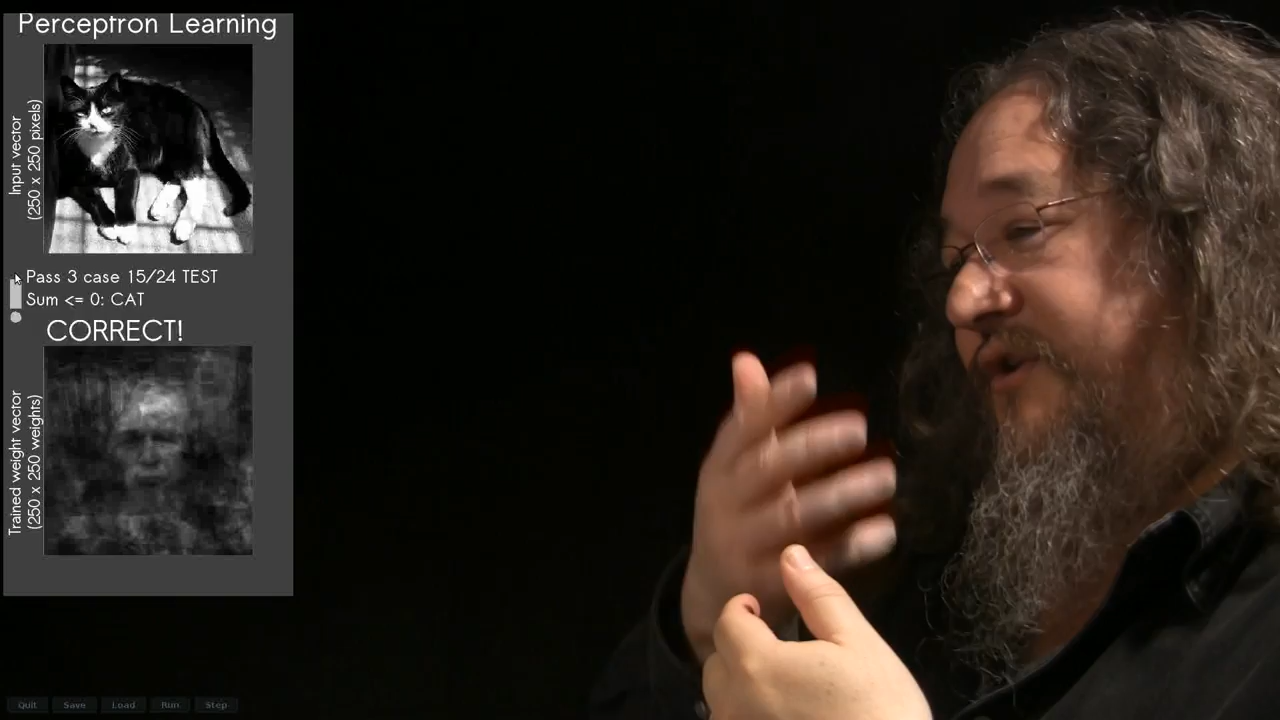 Perceptron Learning
Input vector
(250 x 250 pixels)
Pass 3 case 15/24 TEST
Sum <= 0: CAT
CORRECT!
Trained weight vector
(250 x 250 weights)
Quit Save Load Run Step